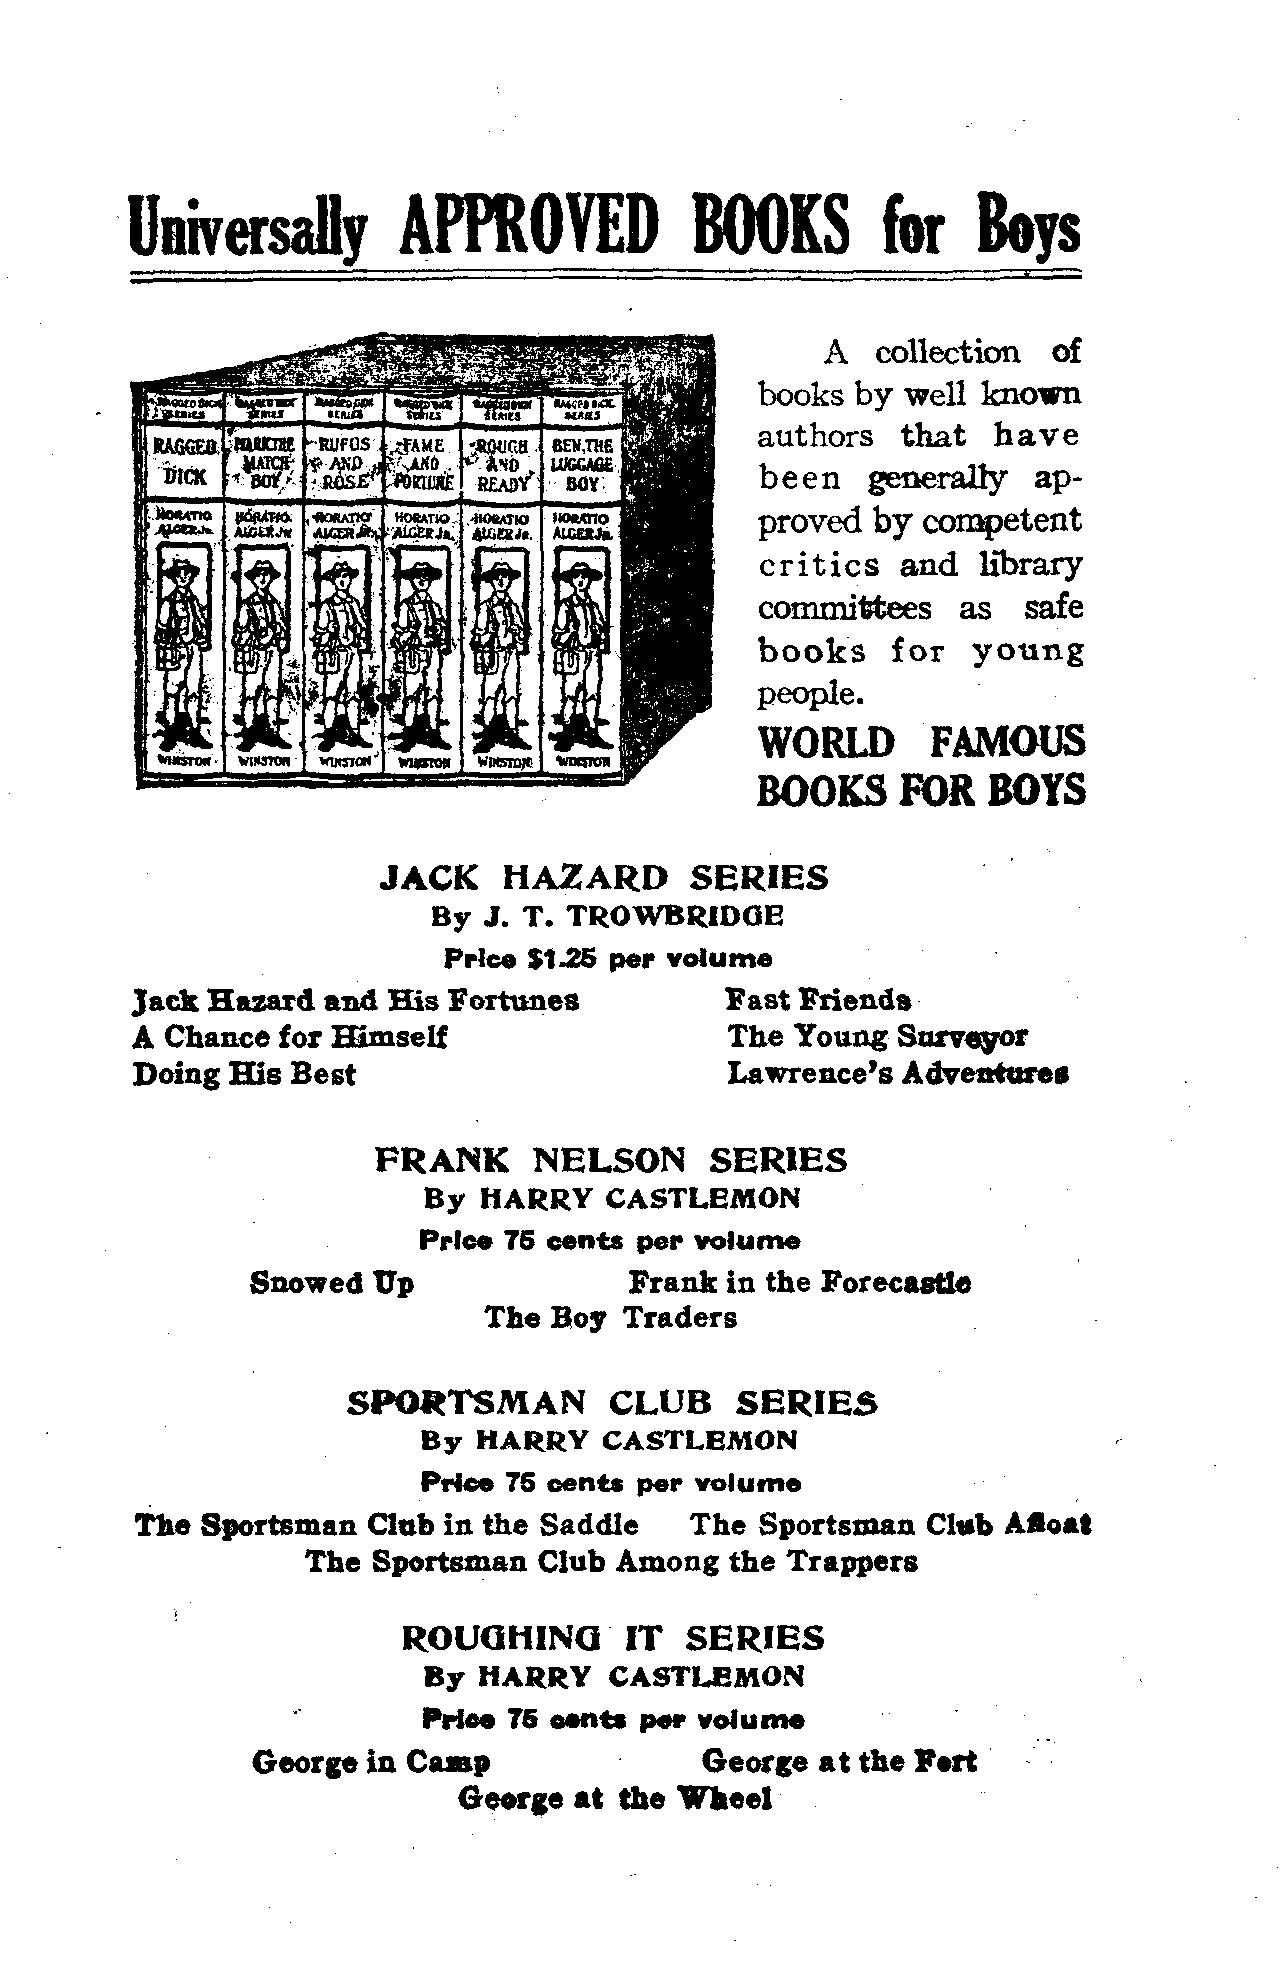 Universally APPROVED BOOKS for Boys
RAGGED DICK SERIES
RAGGED
DICK
HORATIO
ALGER Jr.
WINSTON
RAGGED DICK SERIES
MARK THE
MATCH
BOY
HORATIO
ALGER Jr.
WINSTON
RAGGED DICK SERIES
RUFUS
AND
ROSE
HORATIO
ALGER Jr.
WINSTON
RAGGED DICK SERIES
FAME
AND
FORTUNE
HORATIO
ALGER Jr.
WINSTON
RAGGED DICK SERIES
ROUGH
AND
READY
HORATIO
ALGER Jr.
WINSTON
RAGGED DICK SERIES
BEN, THE
LUGGAGE
BOY
HORATIO
ALGER Jr.
WINSTON
A collection of
books by well known
authors that have
been generally ap-
proved by competent
critics and library
committees as safe
books for young
people.
WORLD FAMOUS
BOOKS FOR BOYS
JACK HAZARD SERIES
By J. T. TROWBRIDGE
Price $1.25 per volume
Jack Hazard and His Fortunes Fast Friends
A Chance for Himself The Young Surveyor
Doing His Best Lawrence's Adventures
FRANK NELSON SERIES
By HARRY CASTLEMON
Price 75 cents per volume
Snowed Up Frank in the Forecastle
The Boy Traders
SPORTSMAN CLUB SERIES
By HARRY CASTLEMON
Price 75 cents per volume
The Sportsman Club in the Saddle The Sportsman Club Afloat
The Sportsman Club Among the Trappers
ROUGHING IT SERIES
By HARRY CASTLEMON
Price 75 cents per volume
George in Camp George at the Fort
George at the Wheel